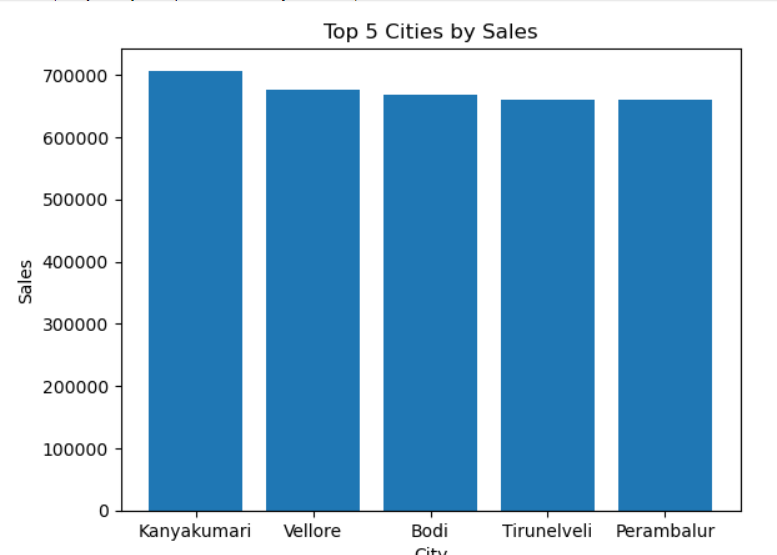 Top 5 Cities by Sales
700000
600000
500000
400000
300000
200000
100000
0
Sales
Kanyakumari Vellore Bodi Tirunelveli Perambalur
City